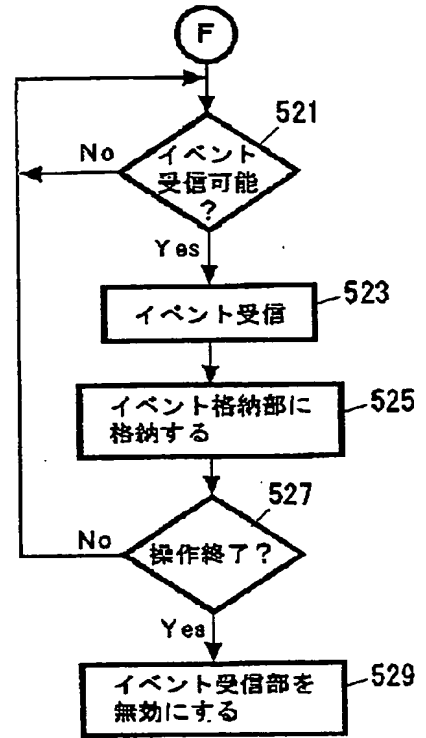 F
521
No
イベント
受信可能
?
Yes
523
イベント受信
525
イベント格納部に
格納する
527
No
操作終了?
Yes
529
イベント受信部を
無効にする